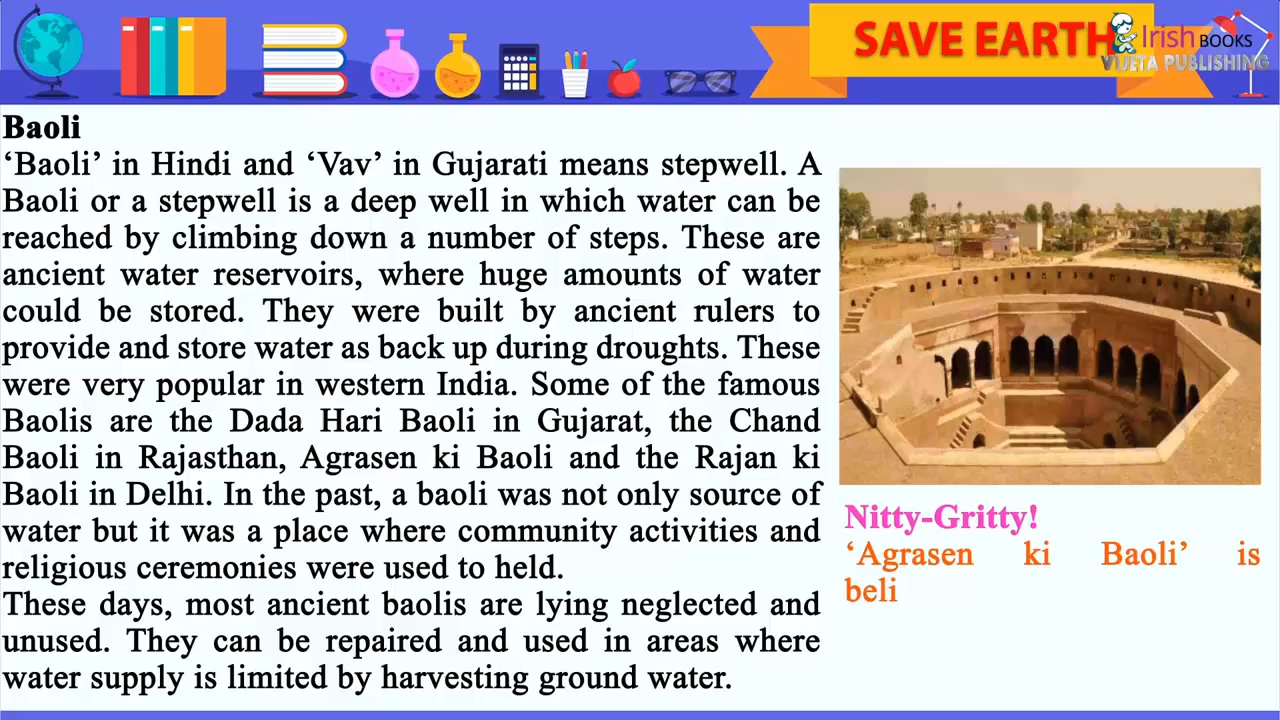 SAVE EARTH
Irish BOOKS
VIJETA PUBLISHING
Baoli
‘Baoli’ in Hindi and ‘Vav’ in Gujarati means stepwell. A
Baoli or a stepwell is a deep well in which water can be
reached by climbing down a number of steps. These are
ancient water reservoirs, where huge amounts of water
could be stored. They were built by ancient rulers to
provide and store water as back up during droughts. These
were very popular in western India. Some of the famous
Baolis are the Dada Hari Baoli in Gujarat, the Chand
Baoli in Rajasthan, Agrasen ki Baoli and the Rajan ki
Baoli in Delhi. In the past, a baoli was not only source of
water but it was a place where community activities and
religious ceremonies were used to held.
These days, most ancient baolis are lying neglected and
unused. They can be repaired and used in areas where
water supply is limited by harvesting ground water.
Nitty-Gritty!
‘Agrasen ki Baoli’ is
beli